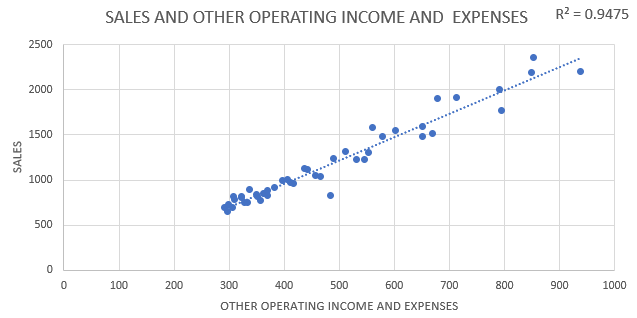 SALES AND OTHER OPERATING INCOME AND EXPENSES
R² = 0.9475
2500
2000
1500
1000
500
0
SALES
0 100 200 300 400 500 600 700 800 900 1000
OTHER OPERATING INCOME AND EXPENSES